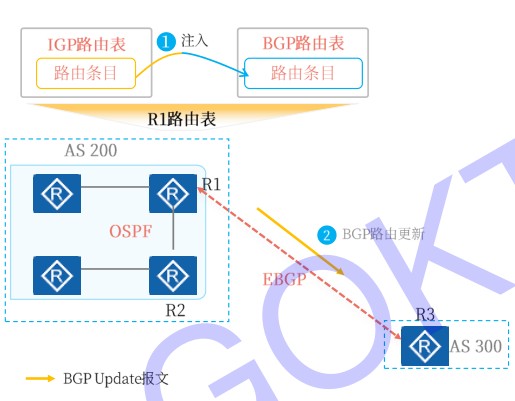 IGP路由表
1 注入
BGP路由表
路由条目
路由条目
R1路由表
AS 200
R
R
R1
OSPF
2 BGP路由更新
EBGP
R
R
R2
R3
R
AS 300
BGP Update报文
GOKT